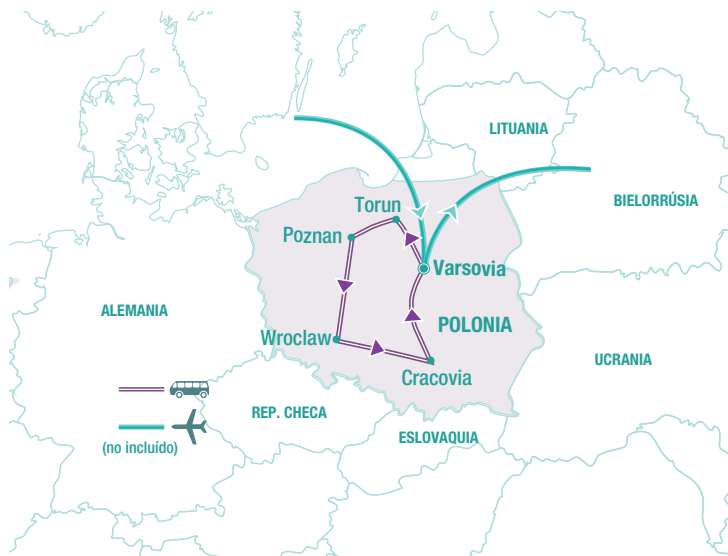 LITUANIA
BIELORRÚSIA
Torun
Poznan
Varsovia
ALEMANIA
POLONIA
Wroclaw
UCRANIA
Cracovia
REP. CHECA
ESLOVAQUIA
(no incluído)